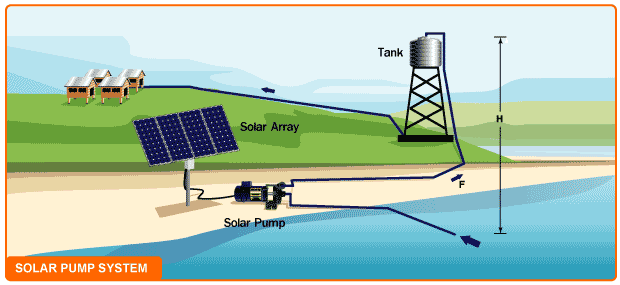 Tank
H
Solar Array
F
Solar Pump
SOLAR PUMP SYSTEM